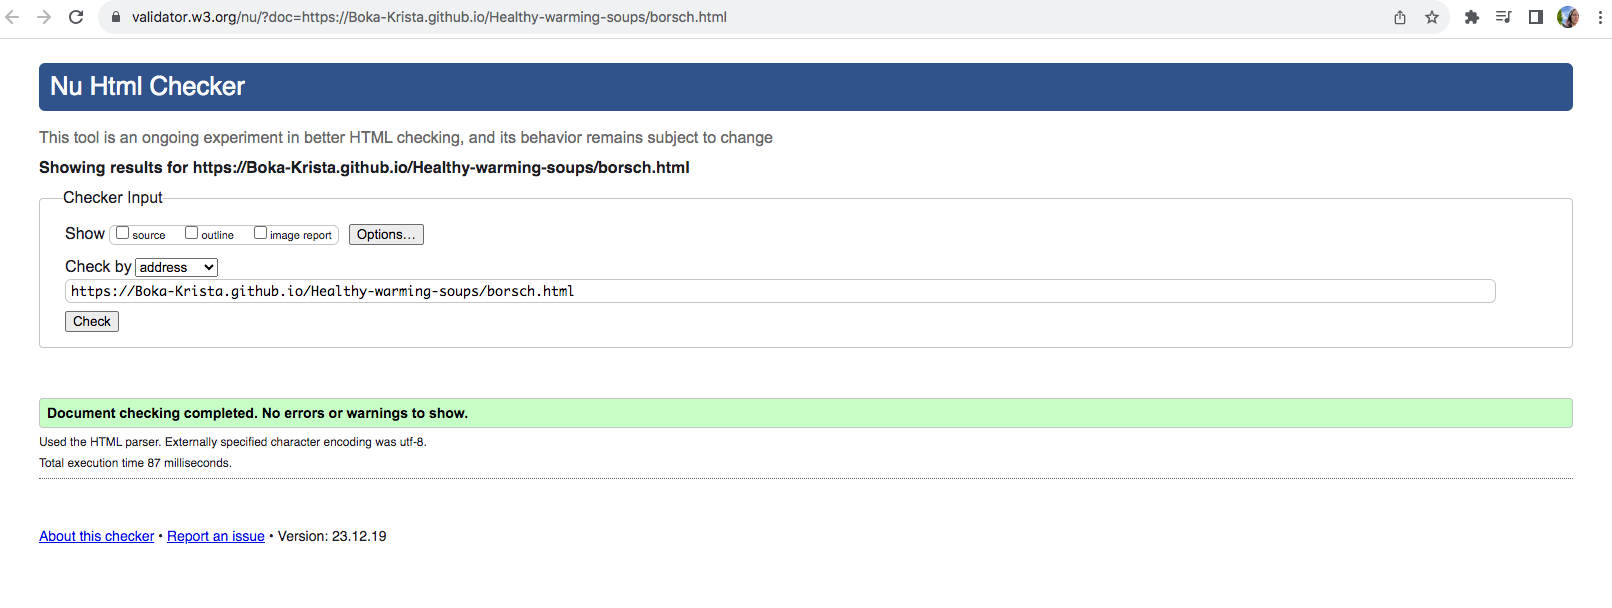 validator.w3.org/nu/?doc=https://Boka-Krista.github.io/Healthy-warming-soups/borsch.html
Nu Html Checker
This tool is an ongoing experiment in better HTML checking, and its behavior remains subject to change
Showing results for https://Boka-Krista.github.io/Healthy-warming-soups/borsch.html
Checker Input
Show source outline image report Options...
Check by address
https://Boka-Krista.github.io/Healthy-warming-soups/borsch.html
Check
Document checking completed. No errors or warnings to show.
Used the HTML parser. Externally specified character encoding was utf-8.
Total execution time 87 milliseconds.
About this checker • Report an issue • Version: 23.12.19